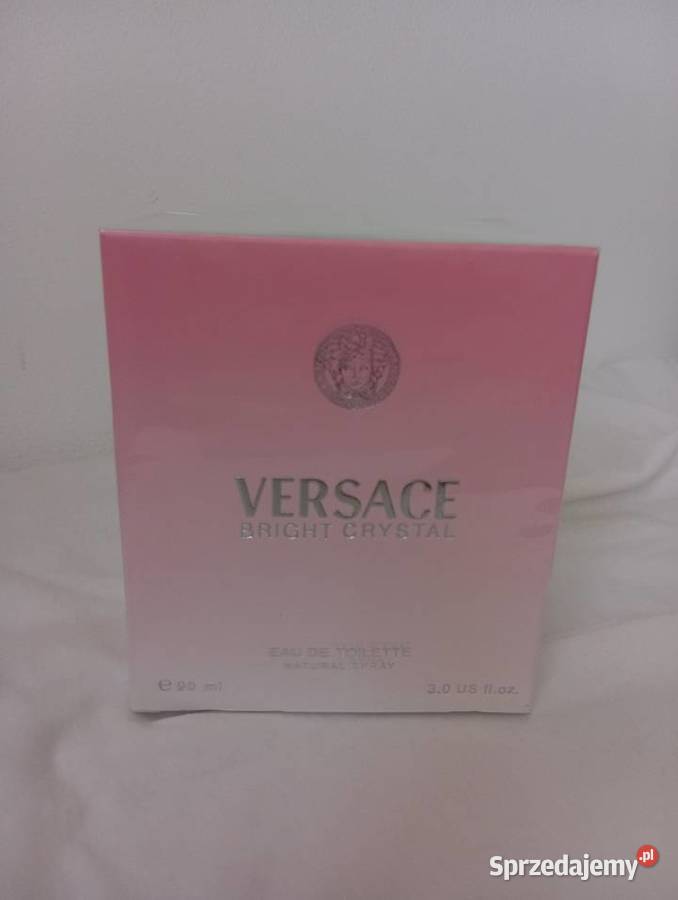 VERSACE
BRIGHT CRYSTAL
EAU DE TOILETTE
NATURAL SPRAY
e 90 ml
3.0 US fl.oz.
Sprzedajemy.pl